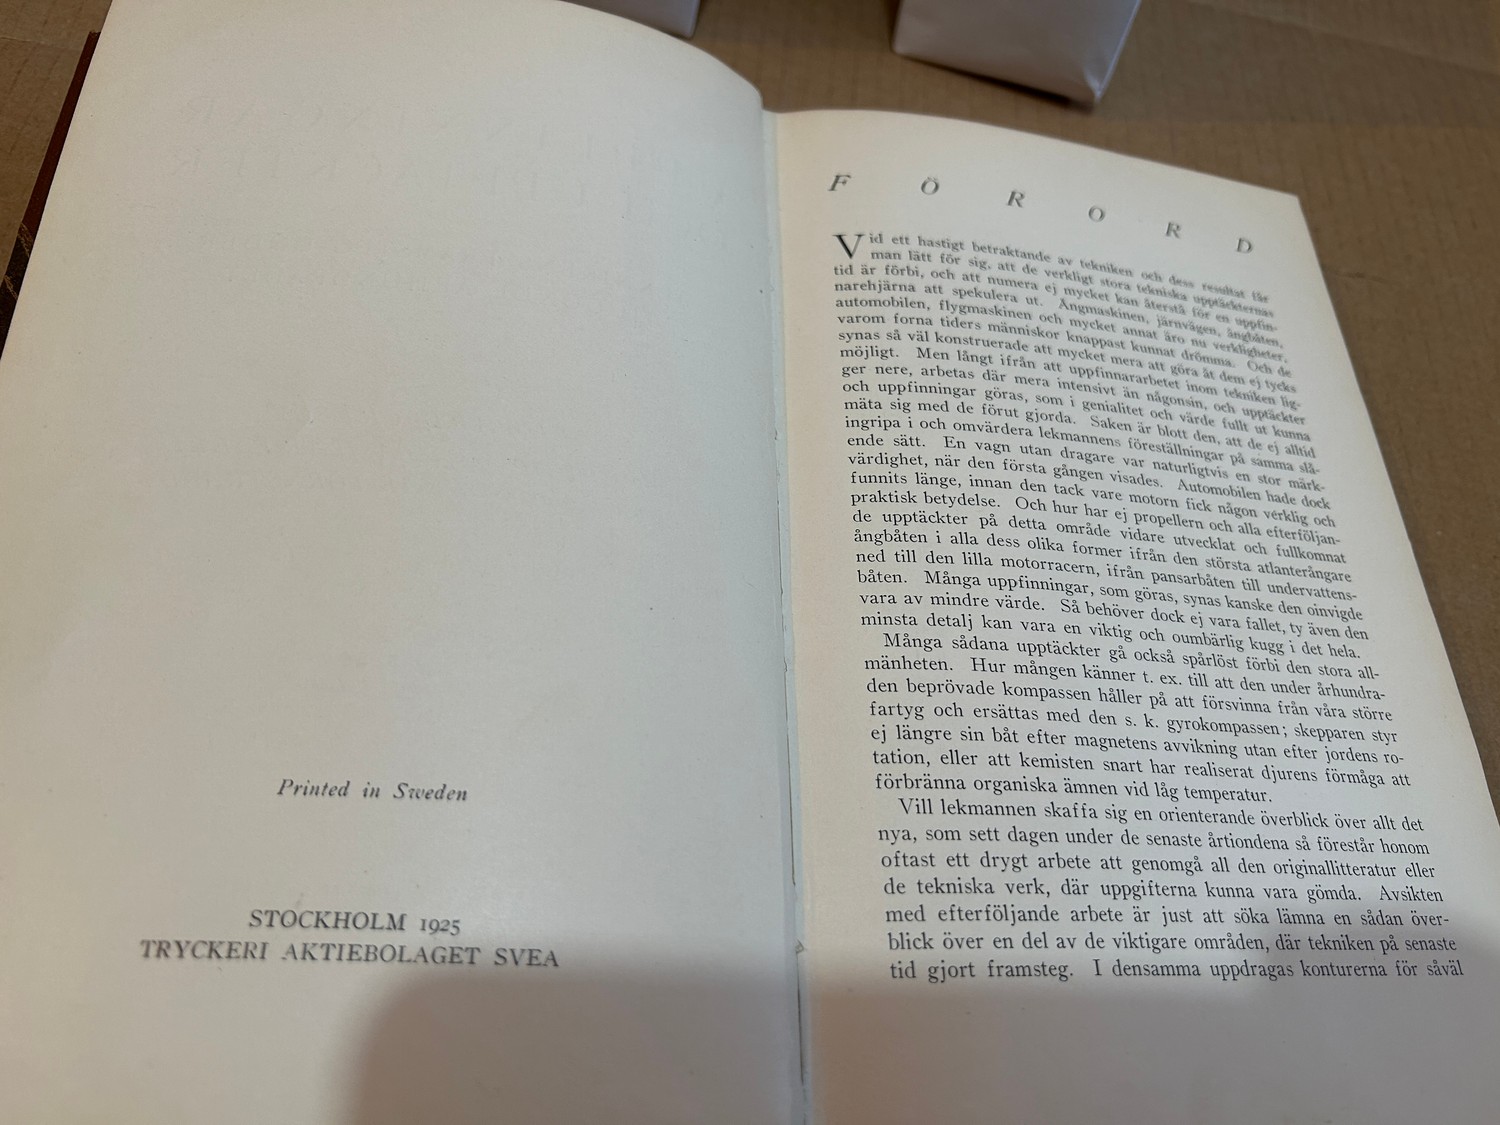 Printed in Sweden
STOCKHOLM 1925
TRYCKERI AKTIEBOLAGET SVEA
FÖRORD
Vid ett hastigt betraktande av tekniken och dess resultat får
man lätt för sig, att de verkligt stora tekniska upptäckternas
tid är förbi, och att numera ej mycket kan återstå för en uppfin-
narehjärna att spekulera ut. Ångmaskinen, järnvägen, ångbåten,
automobilen, flygmaskinen och mycket annat äro nu verkligheter,
varom forna tiders människor knappast kunnat drömma. Och de
synas så väl konstruerade att mycket mera att göra åt dem ej tycks
möjligt. Men långt ifrån att uppfinnararbetet inom tekniken lig-
ger nere, arbetas där mera intensivt än någonsin, och upptäckter
och uppfinningar göras, som i genialitet och värde fullt ut kunna
mäta sig med de förut gjorda. Saken är blott den, att de ej alltid
ingripa i och omvärdera lekmannens föreställningar på samma slå-
ende sätt. En vagn utan dragare var naturligtvis en stor märk-
värdighet, när den första gången visades. Automobilen hade dock
funnits länge, innan den tack vare motorn fick någon verklig och
praktisk betydelse. Och hur har ej propellern och alla efterföljan-
de upptäckter på detta område vidare utvecklat och fullkomnat
ångbåten i alla dess olika former ifrån den största atlanterångare
ned till den lilla motorracern, ifrån pansarbåten till undervattens-
båten. Många uppfinningar, som göras, synas kanske den oinvigde
vara av mindre värde. Så behöver dock ej vara fallet, ty även den
minsta detalj kan vara en viktig och oumbärlig kugg i det hela.
Många sådana upptäckter gå också spårlöst förbi den stora all-
mänheten. Hur mången känner t. ex. till att den under århundra-
den beprövade kompassen håller på att försvinna från våra större
fartyg och ersättas med den s. k. gyrokompassen; skepparen styr
ej längre sin båt efter magnetens avvikning utan efter jordens ro-
tation, eller att kemisten snart har realiserat djurens förmåga att
förbränna organiska ämnen vid låg temperatur.
Vill lekmannen skaffa sig en orienterande överblick över allt det
nya, som sett dagen under de senaste årtiondena så förestår honom
oftast ett drygt arbete att genomgå all den originallitteratur eller
de tekniska verk, där uppgifterna kunna vara gömda. Avsikten
med efterföljande arbete är just att söka lämna en sådan över-
blick över en del av de viktigare områden, där tekniken på senaste
tid gjort framsteg. I densamma uppdragas konturerna för såväl